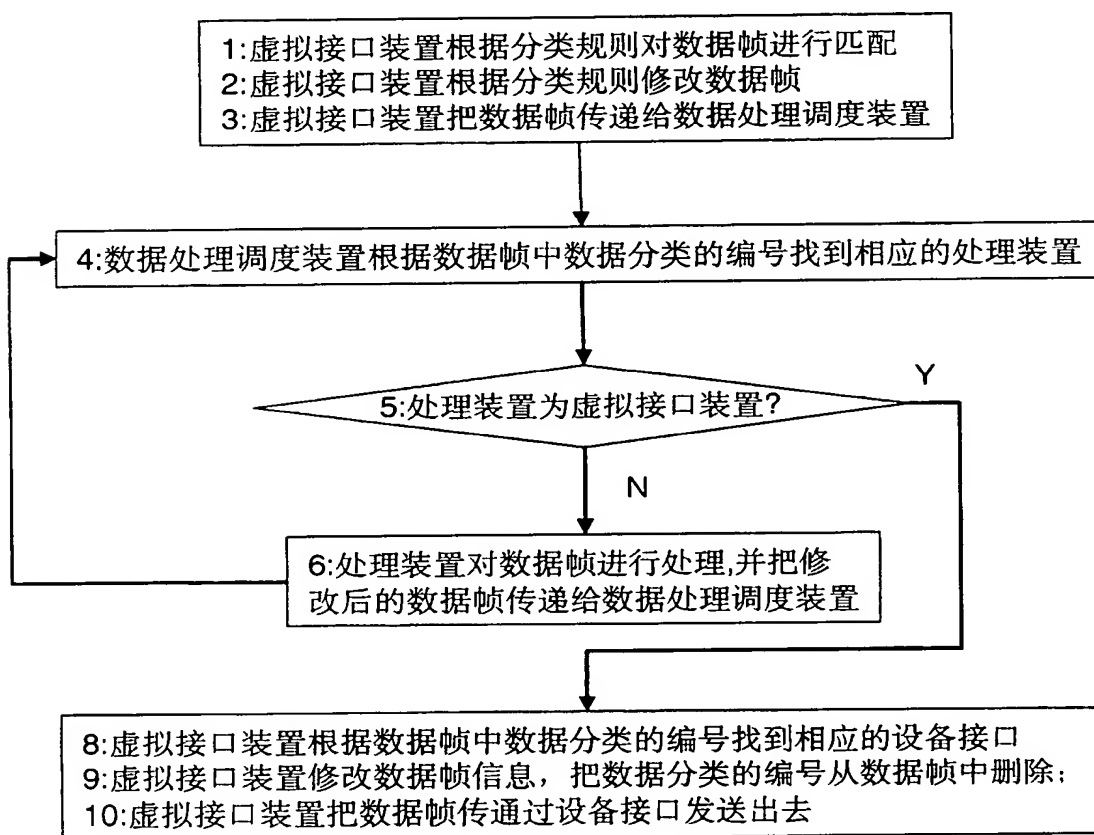 1:虚拟接口装置根据分类规则对数据帧进行匹配
2:虚拟接口装置根据分类规则修改数据帧
3:虚拟接口装置把数据帧传递给数据处理调度装置
4:数据处理调度装置根据数据帧中数据分类的编号找到相应的处理装置
5:处理装置为虚拟接口装置?
Y
N
6:处理装置对数据帧进行处理,并把修
改后的数据帧传递给数据处理调度装置
8:虚拟接口装置根据数据帧中数据分类的编号找到相应的设备接口
9:虚拟接口装置修改数据帧信息，把数据分类的编号从数据帧中删除;
10:虚拟接口装置把数据帧传通过设备接口发送出去